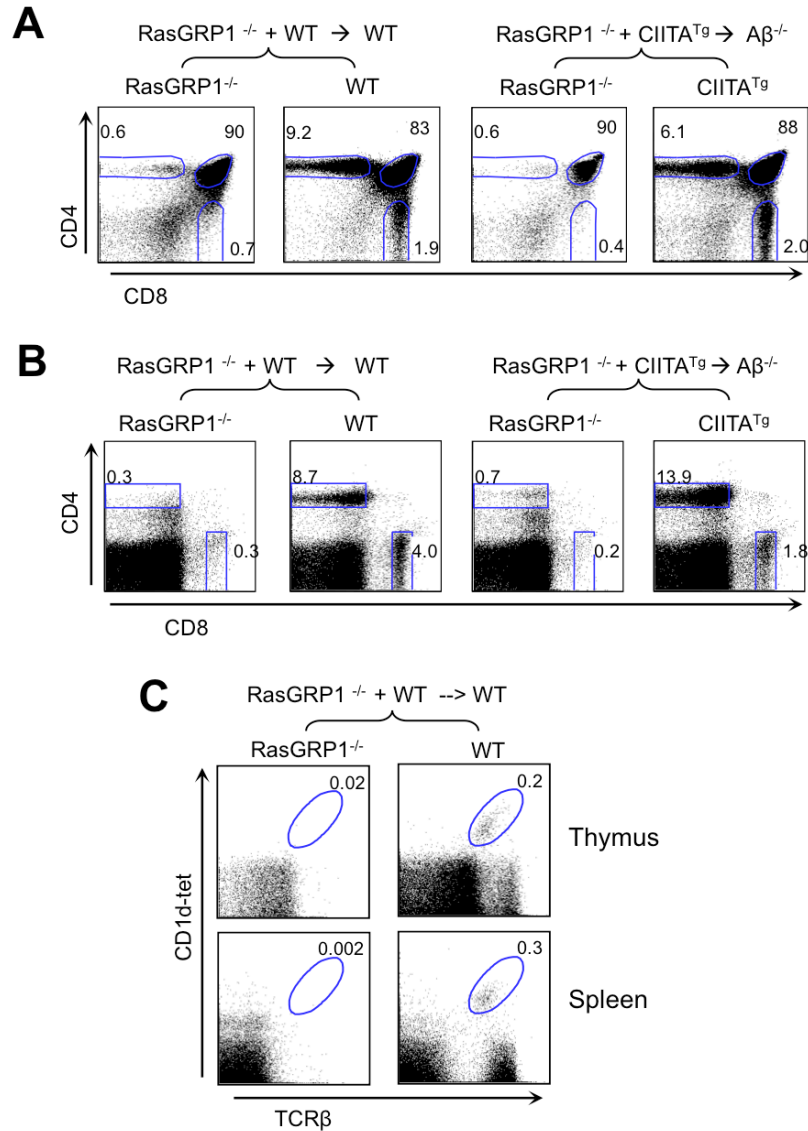 A
RasGRP1 -/- + WT → WT
RasGRP1 -/- + CIITATg → Aβ-/-
RasGRP1-/-
WT
RasGRP1-/-
CIITATg
0.6
90
9.2
83
0.6
90
6.1
88
CD4
0.7
1.9
0.4
2.0
CD8
B
RasGRP1 -/- + WT → WT
RasGRP1 -/- + CIITATg → Aβ-/-
RasGRP1-/-
WT
RasGRP1-/-
CIITATg
0.3
8.7
0.7
13.9
CD4
0.3
4.0
0.2
1.8
CD8
C
RasGRP1 -/- + WT --> WT
RasGRP1-/-
WT
0.02
0.2
Thymus
CD1d-tet
0.002
0.3
Spleen
TCRβ